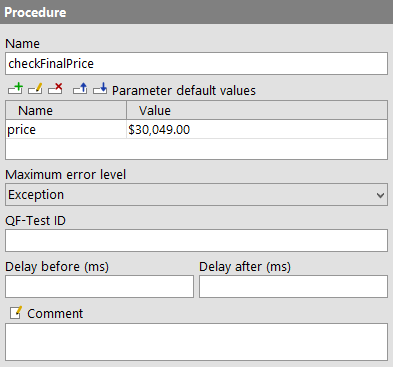 Procedure
Name
checkFinalPrice
Parameter default values
Name Value
price $30,049.00
Maximum error level
Exception
QF-Test ID
Delay before (ms) Delay after (ms)
Comment